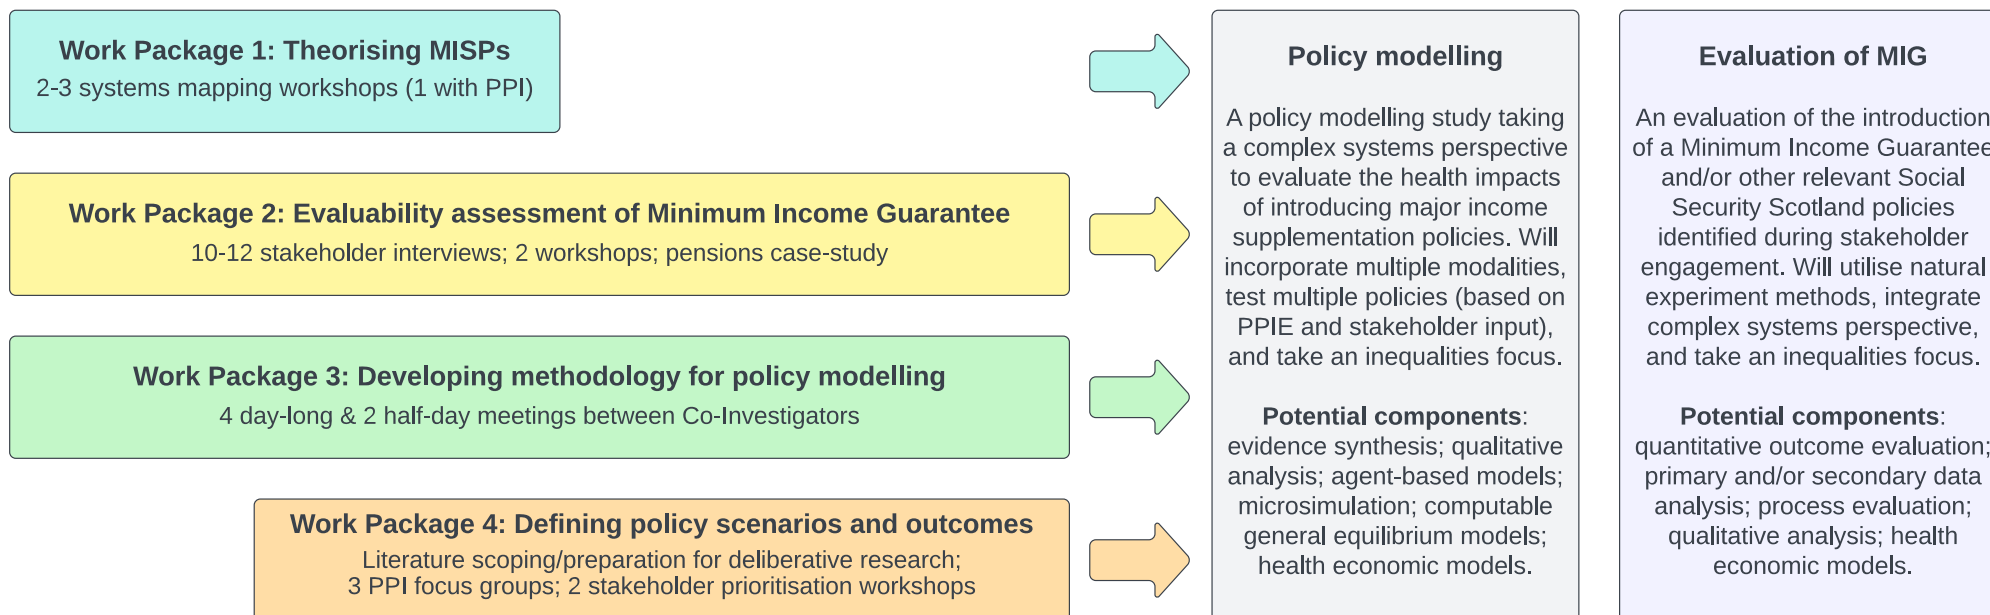 Work Package 1: Theorising MISPs
2-3 systems mapping workshops (1 with PPI)
Work Package 2: Evaluability assessment of Minimum Income Guarantee
10-12 stakeholder interviews; 2 workshops; pensions case-study
Work Package 3: Developing methodology for policy modelling
4 day-long & 2 half-day meetings between Co-Investigators
Work Package 4: Defining policy scenarios and outcomes
Literature scoping/preparation for deliberative research;
3 PPI focus groups; 2 stakeholder prioritisation workshops
Policy modelling
A policy modelling study taking
a complex systems perspective
to evaluate the health impacts
of introducing major income
supplementation policies. Will
incorporate multiple modalities,
test multiple policies (based on
PPIE and stakeholder input),
and take an inequalities focus.
Potential components:
evidence synthesis; qualitative
analysis; agent-based models;
microsimulation; computable
general equilibrium models;
health economic models.
Evaluation of MIG
An evaluation of the introduction
of a Minimum Income Guarantee
and/or other relevant Social
Security Scotland policies
identified during stakeholder
engagement. Will utilise natural
experiment methods, integrate
complex systems perspective,
and take an inequalities focus.
Potential components:
quantitative outcome evaluation;
primary and/or secondary data
analysis; process evaluation;
qualitative analysis; health
economic models.